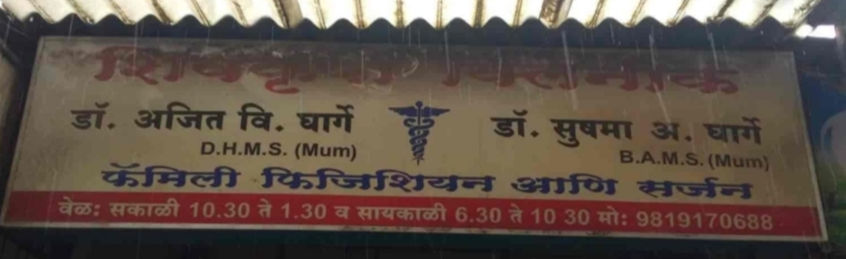 शिवकृपा क्लिनीक
डॉ. अजित वि. घार्गे
D.H.M.S. (Mum)
डॉ. सुषमा अ. घार्गे
B.A.M.S. (Mum)
फॅमिली फिजिशियन आणि सर्जन
वेळ: सकाळी 10.30 ते 1.30 व सायकाळी 6.30 ते 10 30 मो: 9819170688